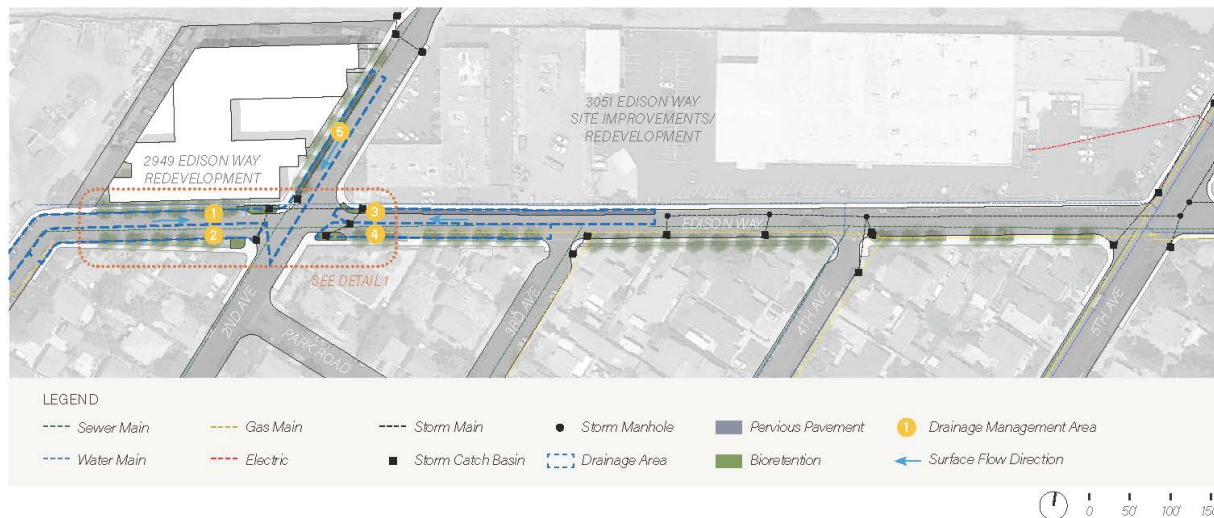 3051 EDISON WAY
SITE IMPROVEMENTS/
REDEVELOPMENT
5
2949 EDISON WAY
REDEVELOPMENT
1
3
EDISON WAY
2
4
SEE DETAIL 1
2ND AVE
3RD AVE
4TH AVE
5TH AVE
PARK ROAD
LEGEND
Sewer Main
Gas Main
Storm Main
Storm Manhole
Pervious Pavement
1 Drainage Management Area
Water Main
Electric
Storm Catch Basin
Drainage Area
Bioretention
Surface Flow Direction
0 50' 100'